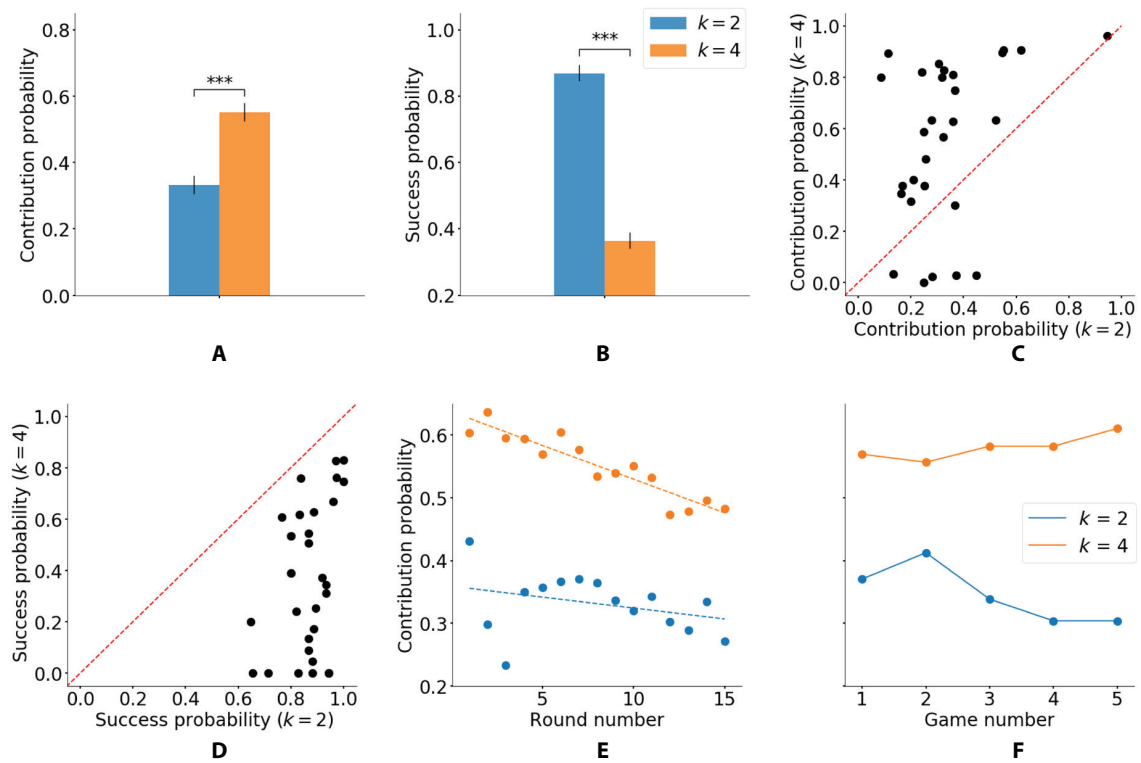 0.8
0.6
0.4
0.2
0.0
Contribution probability
***
A
1.0
0.8
0.6
0.4
0.2
Success probability
***
k = 2
k = 4
B
1.0
0.8
0.6
0.4
0.2
0.0
Contribution probability (k = 4)
0.0 0.2 0.4 0.6 0.8 1.0
Contribution probability (k = 2)
C
1.0
0.8
0.6
0.4
0.2
0.0
Success probability (k = 4)
0.0 0.2 0.4 0.6 0.8 1.0
Success probability (k = 2)
D
0.6
0.5
0.4
0.3
0.2
Contribution probability
5 10 15
Round number
E
k = 2
k = 4
1 2 3 4 5
Game number
F